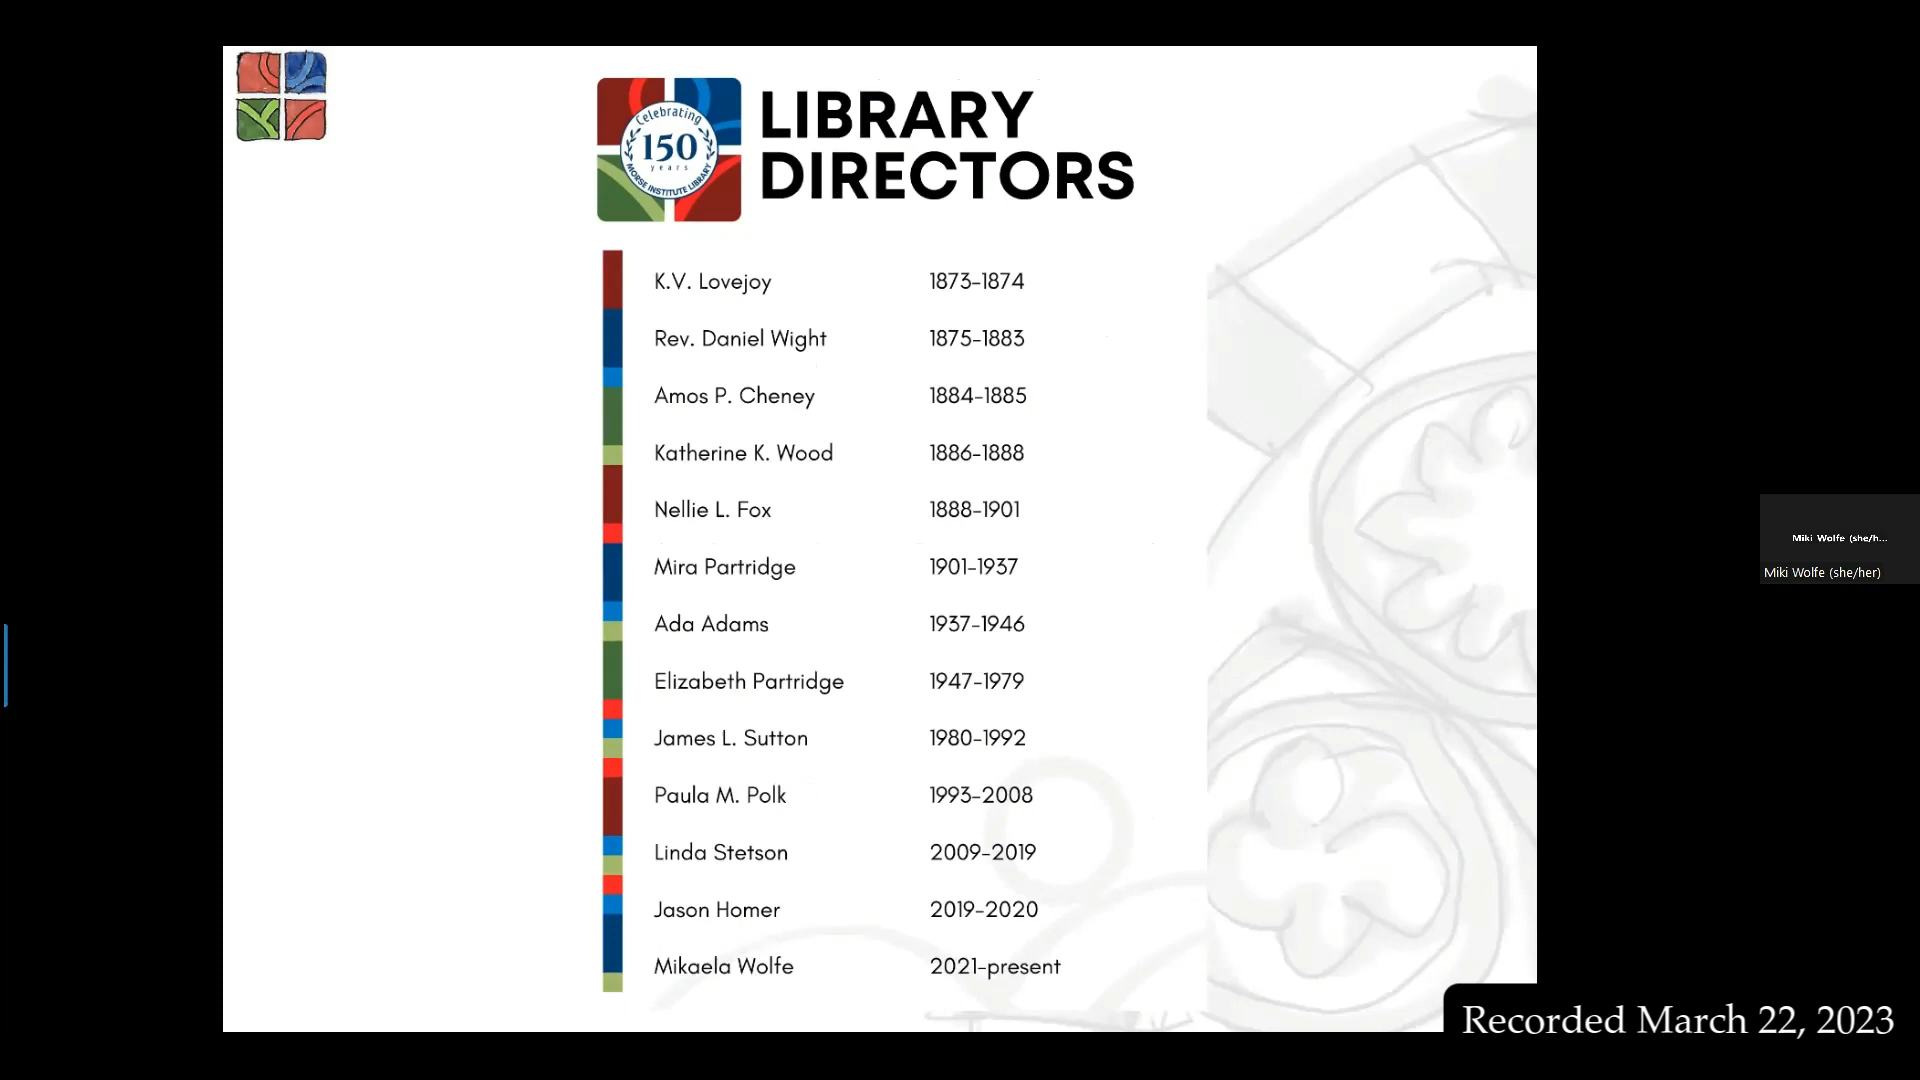 Celebrating
150
years
MORSE INSTITUTE LIBRARY
LIBRARY
DIRECTORS
K.V. Lovejoy 1873-1874
Rev. Daniel Wight 1875-1883
Amos P. Cheney 1884-1885
Katherine K. Wood 1886-1888
Nellie L. Fox 1888-1901
Mira Partridge 1901-1937
Ada Adams 1937-1946
Elizabeth Partridge 1947-1979
James L. Sutton 1980-1992
Paula M. Polk 1993-2008
Linda Stetson 2009-2019
Jason Homer 2019-2020
Mikaela Wolfe 2021-present
Miki Wolfe (she/h...
Miki Wolfe (she/her)
Recorded March 22, 2023